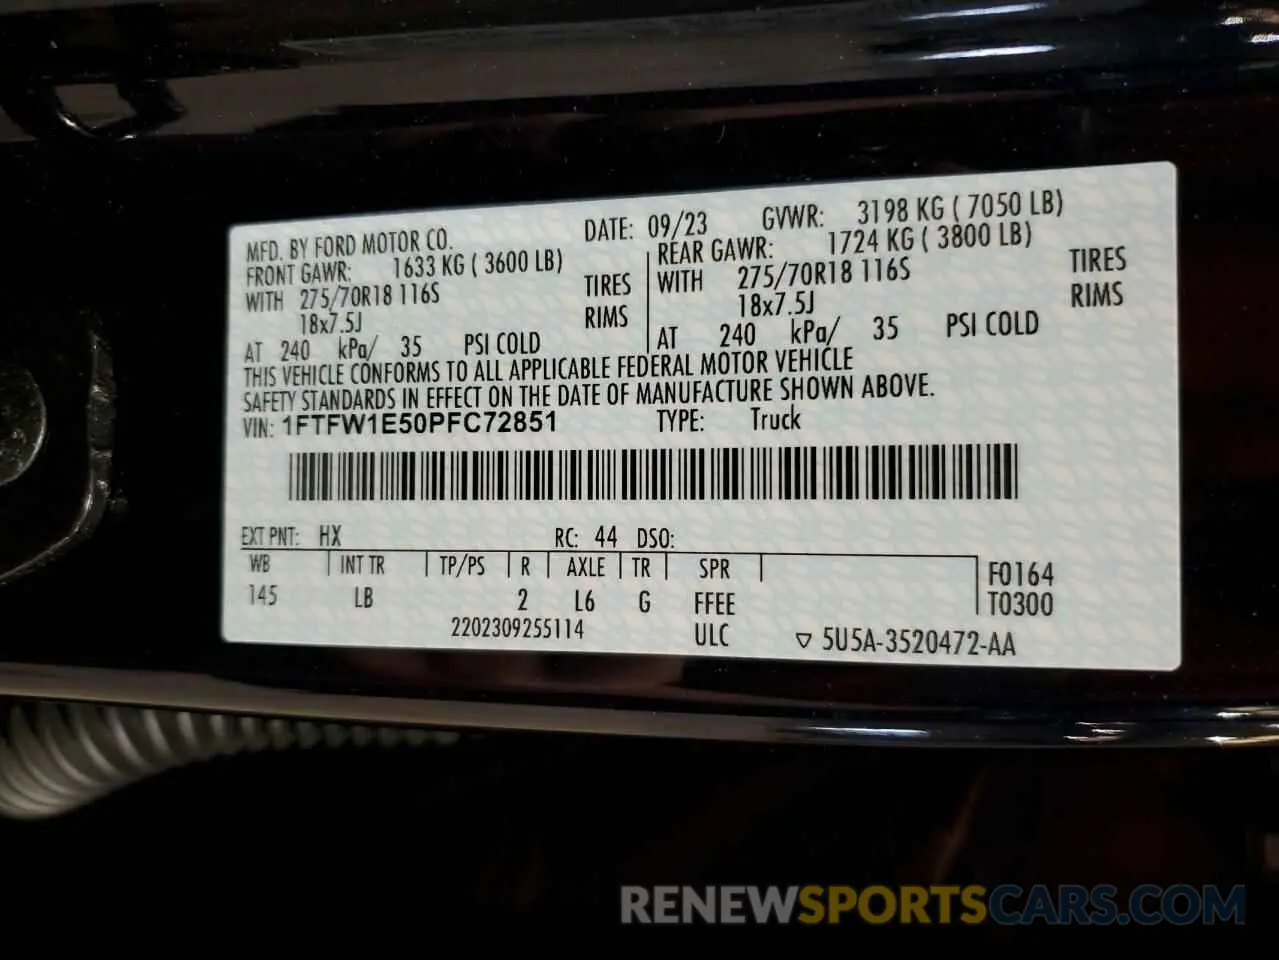 MFD. BY FORD MOTOR CO. DATE: 09/23 GVWR: 3198 KG ( 7050 LB)
FRONT GAWR: 1633 KG ( 3600 LB) REAR GAWR: 1724 KG ( 3800 LB)
WITH 275/70R18 116S TIRES WITH 275/70R18 116S TIRES
18x7.5J RIMS 18x7.5J RIMS
AT 240 kPa/ 35 PSI COLD AT 240 kPa/ 35 PSI COLD
THIS VEHICLE CONFORMS TO ALL APPLICABLE FEDERAL MOTOR VEHICLE
SAFETY STANDARDS IN EFFECT ON THE DATE OF MANUFACTURE SHOWN ABOVE.
VIN: 1FTFW1E50PFC72851 TYPE: Truck
EXT PNT: HX RC: 44 DSO:
WB INT TR TP/PS R AXLE TR SPR F0164
145 LB 2 L6 G FFEE T0300
2202309255114 ULC ▽ 5U5A-3520472-AA
RENEWSPORTSCARS.COM